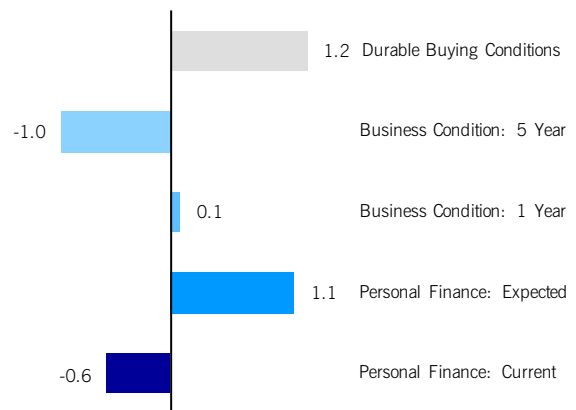 1.2 Durable Buying Conditions
-1.0 Business Condition: 5 Year
0.1 Business Condition: 1 Year
1.1 Personal Finance: Expected
-0.6 Personal Finance: Current